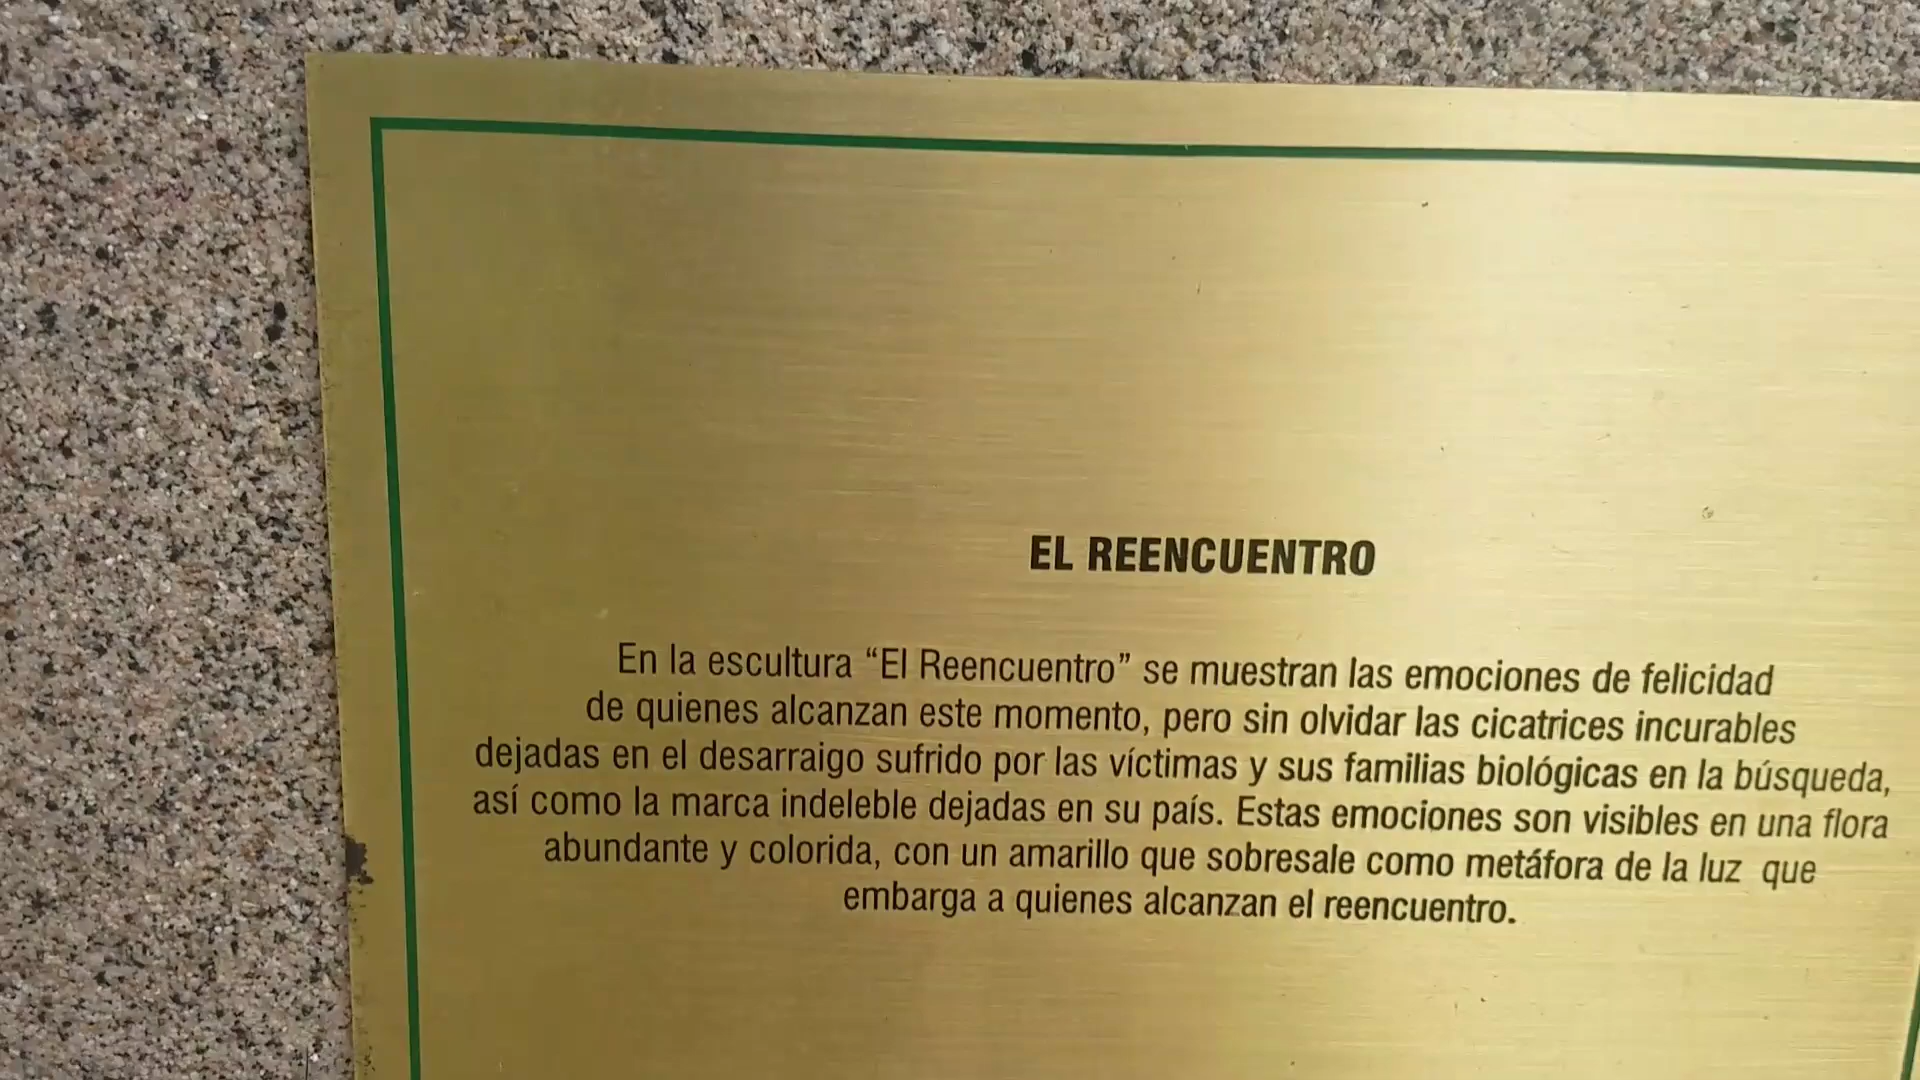 EL REENCUENTRO
En la escultura “El Reencuentro” se muestran las emociones de felicidad
de quienes alcanzan este momento, pero sin olvidar las cicatrices incurables
dejadas en el desarraigo sufrido por las víctimas y sus familias biológicas en la búsqueda,
así como la marca indeleble dejadas en su país. Estas emociones son visibles en una flora
abundante y colorida, con un amarillo que sobresale como metáfora de la luz que
embarga a quienes alcanzan el reencuentro.